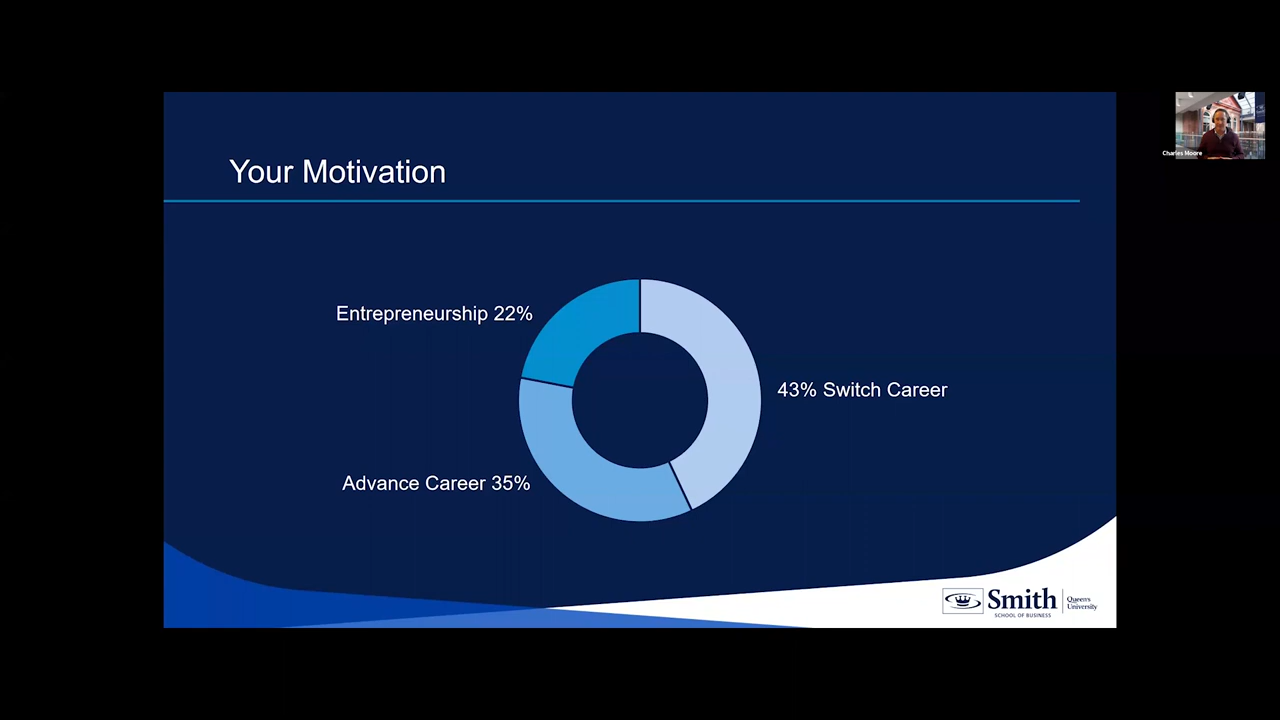 Your Motivation
Entrepreneurship 22%
43% Switch Career
Advance Career 35%
Charles Moore
Smith
SCHOOL OF BUSINESS
Queen's
University